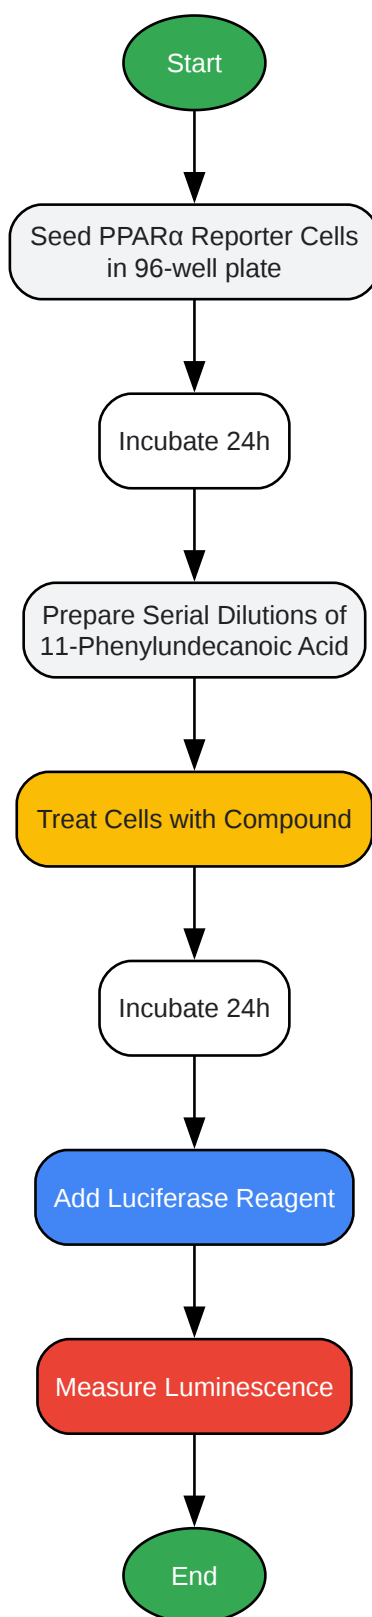 Start
Seed PPARα Reporter Cells
in 96-well plate
Incubate 24h
Prepare Serial Dilutions of
11-Phenylundecanoic Acid
Treat Cells with Compound
Incubate 24h
Add Luciferase Reagent
Measure Luminescence
End